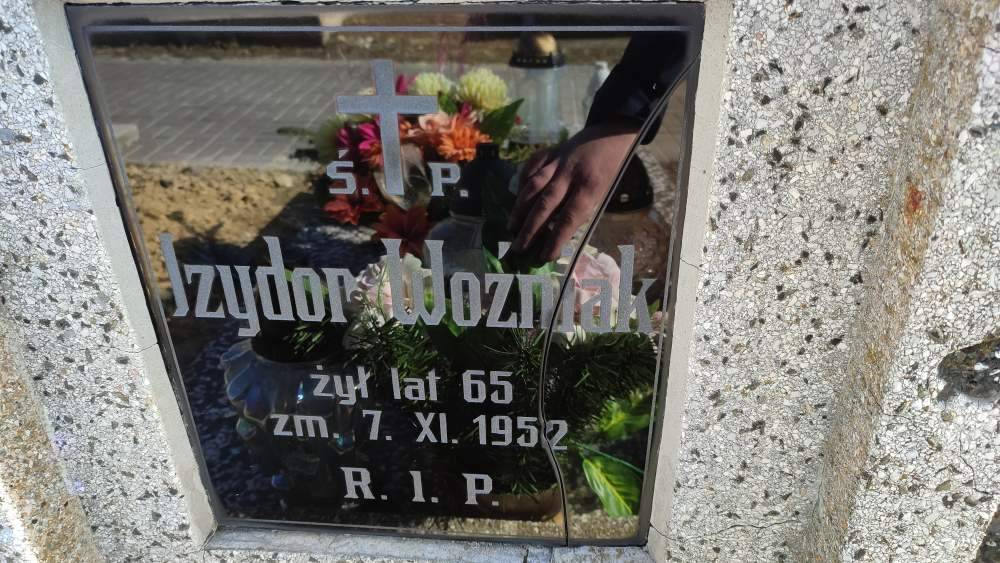 Ś. P.
Izydor Woźniak
żył lat 65
zm. 7. XI. 1952
R. I. P.